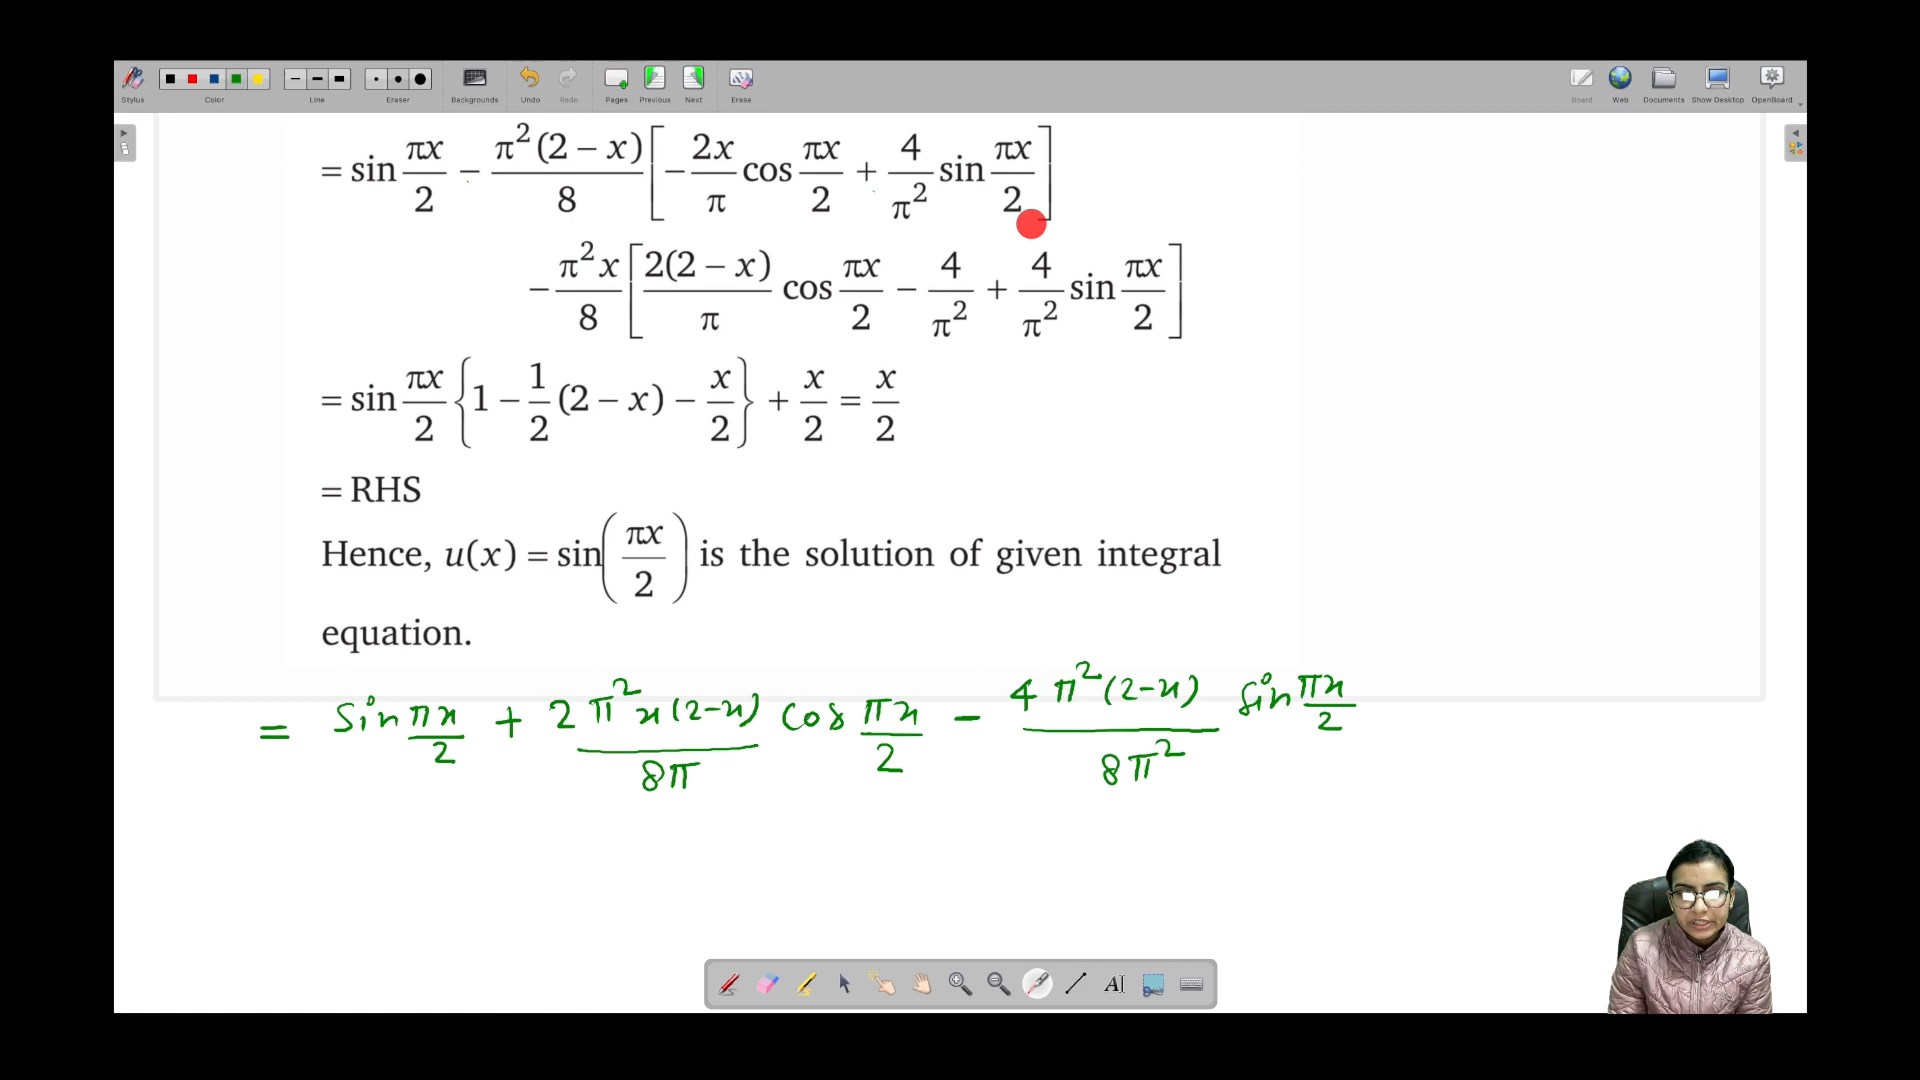 Stylus Color Line Eraser Backgrounds Undo Redo Pages Previous Next Erase Board Web Documents Show Desktop OpenBoard
= sin πx/2 − π²(2 − x)/8 [ − 2x/π cos πx/2 + 4/π² sin πx/2 ]
− π²x/8 [ 2(2 − x)/π cos πx/2 − 4/π² + 4/π² sin πx/2 ]
= sin πx/2 { 1 − 1/2 (2 − x) − x/2 } + x/2 = x/2
= RHS
Hence, u(x) = sin(πx/2) is the solution of given integral
equation.
= sin πx/2 + 2π²x(2-x)/8π cos πx/2 − 4π²(2-x)/8π² sin πx/2